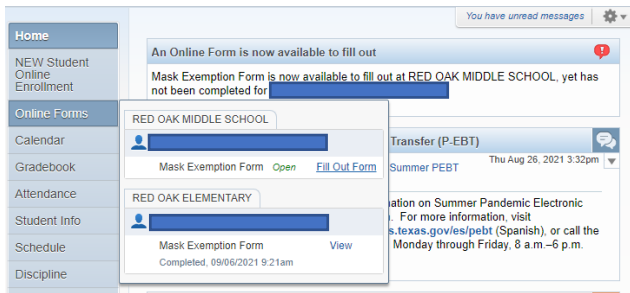 You have unread messages
Home
NEW Student
Online
Enrollment
Online Forms
Calendar
Gradebook
Attendance
Student Info
Schedule
Discipline
An Online Form is now available to fill out
Mask Exemption Form is now available to fill out at RED OAK MIDDLE SCHOOL, yet has
not been completed for
RED OAK MIDDLE SCHOOL
Mask Exemption Form Open Fill Out Form
RED OAK ELEMENTARY
Mask Exemption Form View
Completed, 09/06/2021 9:21am
Transfer (P-EBT)
Summer PEBT Thu Aug 26, 2021 3:32pm
ation on Summer Pandemic Electronic
). For more information, visit
s.texas.gov/es/pebt (Spanish), or call the
Monday through Friday, 8 a.m.–6 p.m.